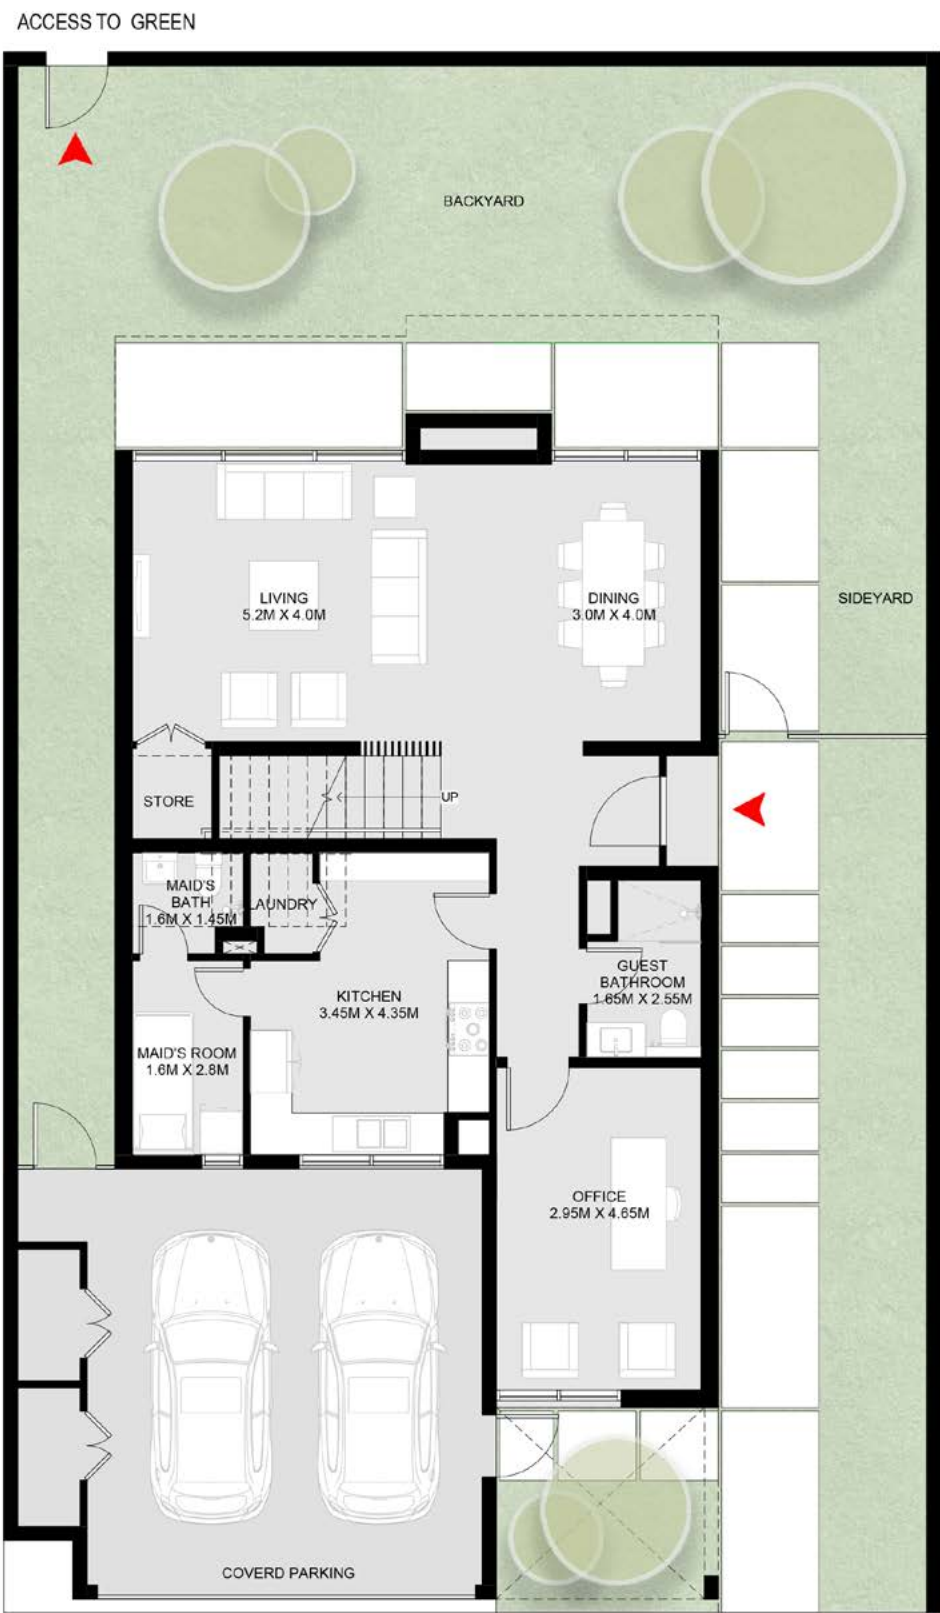 ACCESS TO GREEN
BACKYARD
LIVING
5.2M X 4.0M
DINING
3.0M X 4.0M
SIDEYARD
STORE
UP
MAID'S
BATH
1.6M X 1.45M
LAUNDRY
GUEST
BATHROOM
1.65M X 2.55M
KITCHEN
3.45M X 4.35M
MAID'S ROOM
1.6M X 2.8M
OFFICE
2.95M X 4.65M
COVERD PARKING